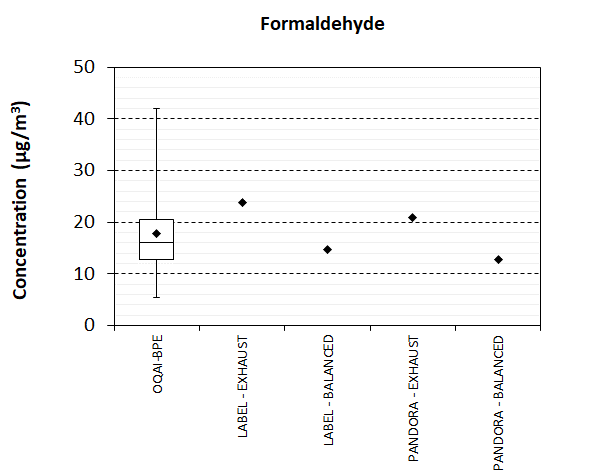 Formaldehyde
Concentration (µg/m³)
50
40
30
20
10
0
OQAI-BPE
LABEL - EXHAUST
LABEL - BALANCED
PANDORA - EXHAUST
PANDORA - BALANCED